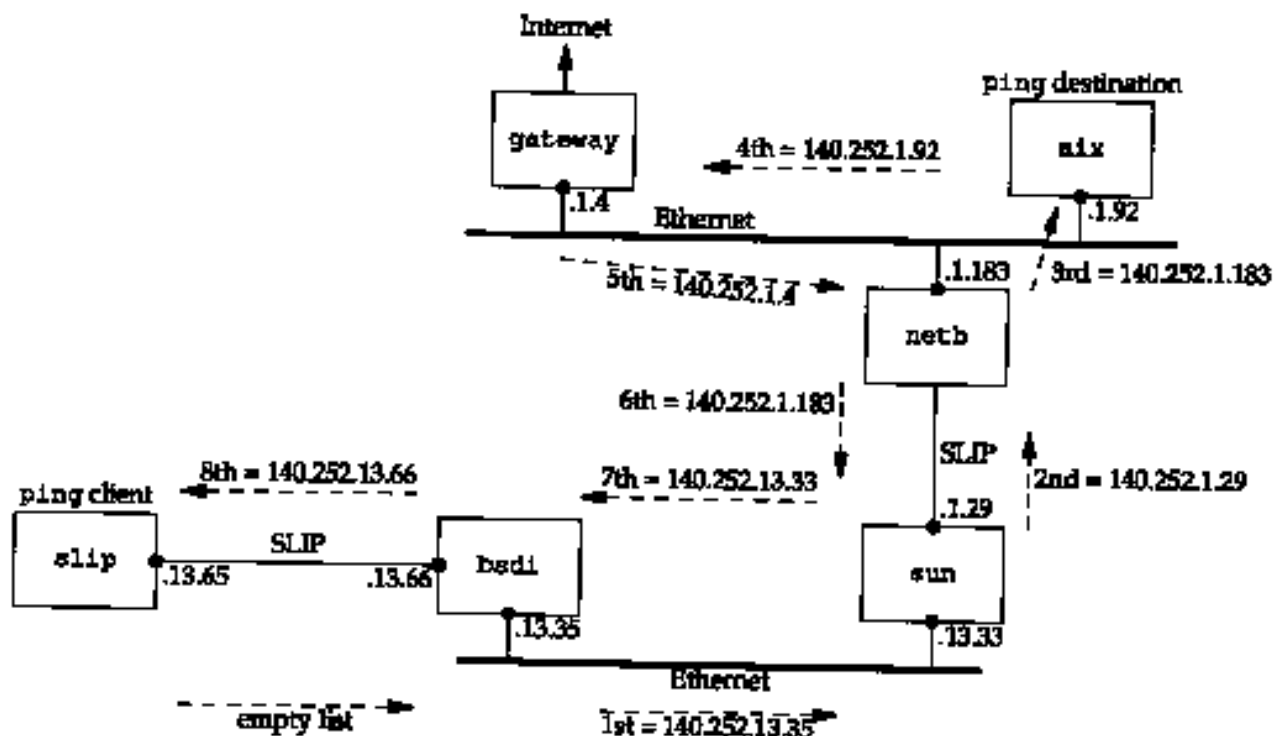 Internet
ping destination
gateway
4th = 140.252.1.92
aix
.1.4
.1.92
Ethernet
5th = 140.252.1.4
.1.183
3rd = 140.252.1.183
netb
6th = 140.252.1.183
8th = 140.252.13.66
7th = 140.252.13.33
SLIP
2nd = 140.252.1.29
ping client
.1.29
slip
SLIP
bsdi
sun
.13.65
.13.66
.13.35
.13.33
Ethernet
empty list
1st = 140.252.13.35